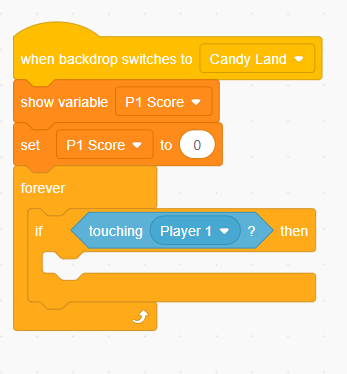 when backdrop switches to Candy Land
show variable P1 Score
set P1 Score to 0
forever
if touching Player 1 ? then